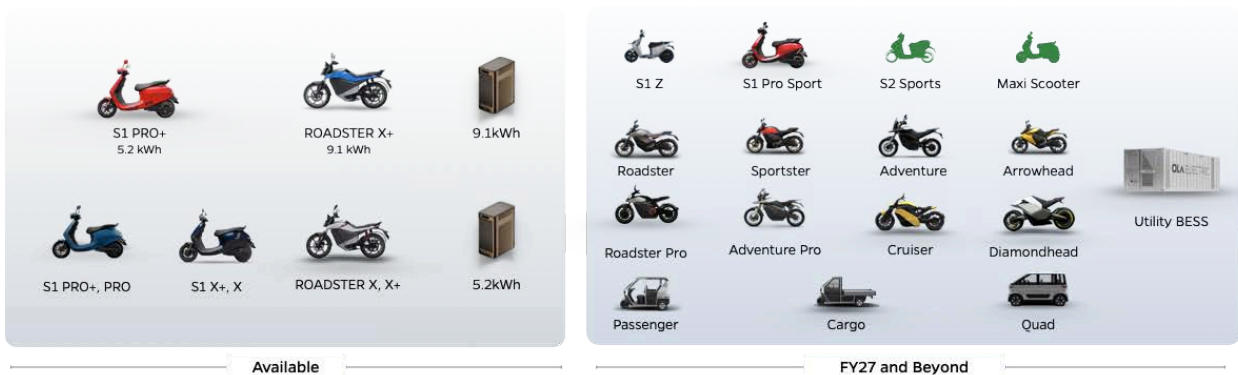 S1 PRO+
5.2 kWh
ROADSTER X+
9.1 kWh
9.1kWh
S1 PRO+, PRO
S1 X+, X
ROADSTER X, X+
5.2kWh
Available
S1 Z
S1 Pro Sport
S2 Sports
Maxi Scooter
Roadster
Sportster
Adventure
Arrowhead
OLA ELECTRIC
Utility BESS
Roadster Pro
Adventure Pro
Cruiser
Diamondhead
Passenger
Cargo
Quad
FY27 and Beyond